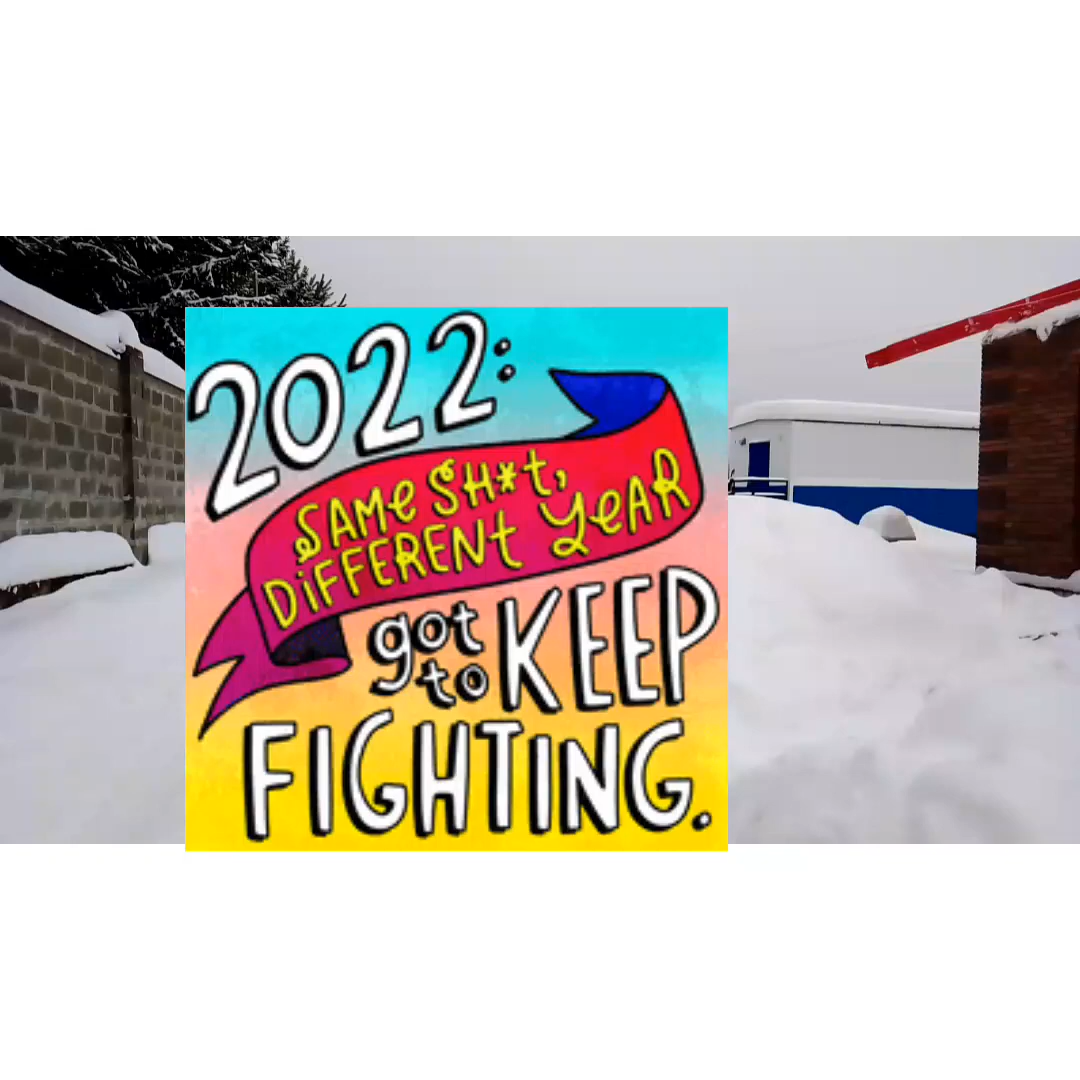 2022:
SAME SH*t,
DiFFERENt YeAR
got to KEEP
FIGHTING.